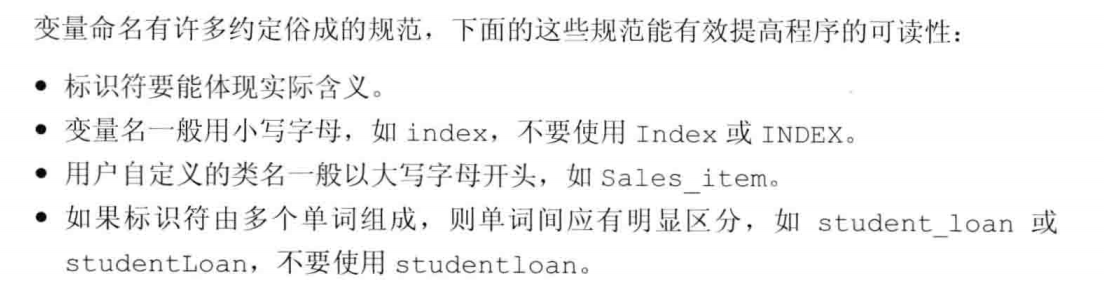 变量命名有许多约定俗成的规范，下面的这些规范能有效提高程序的可读性：
● 标识符要能体现实际含义。
● 变量名一般用小写字母，如 index，不要使用 Index 或 INDEX。
● 用户自定义的类名一般以大写字母开头，如 Sales_item。
● 如果标识符由多个单词组成，则单词间应有明显区分，如 student_loan 或
studentLoan，不要使用 studentloan。